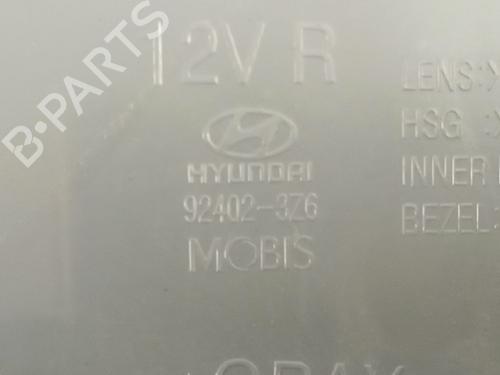 12V R
LENS:
HSG :
HYUNDAI
INNER
92402-3Z6
BEZEL
MOBIS
B-Parts